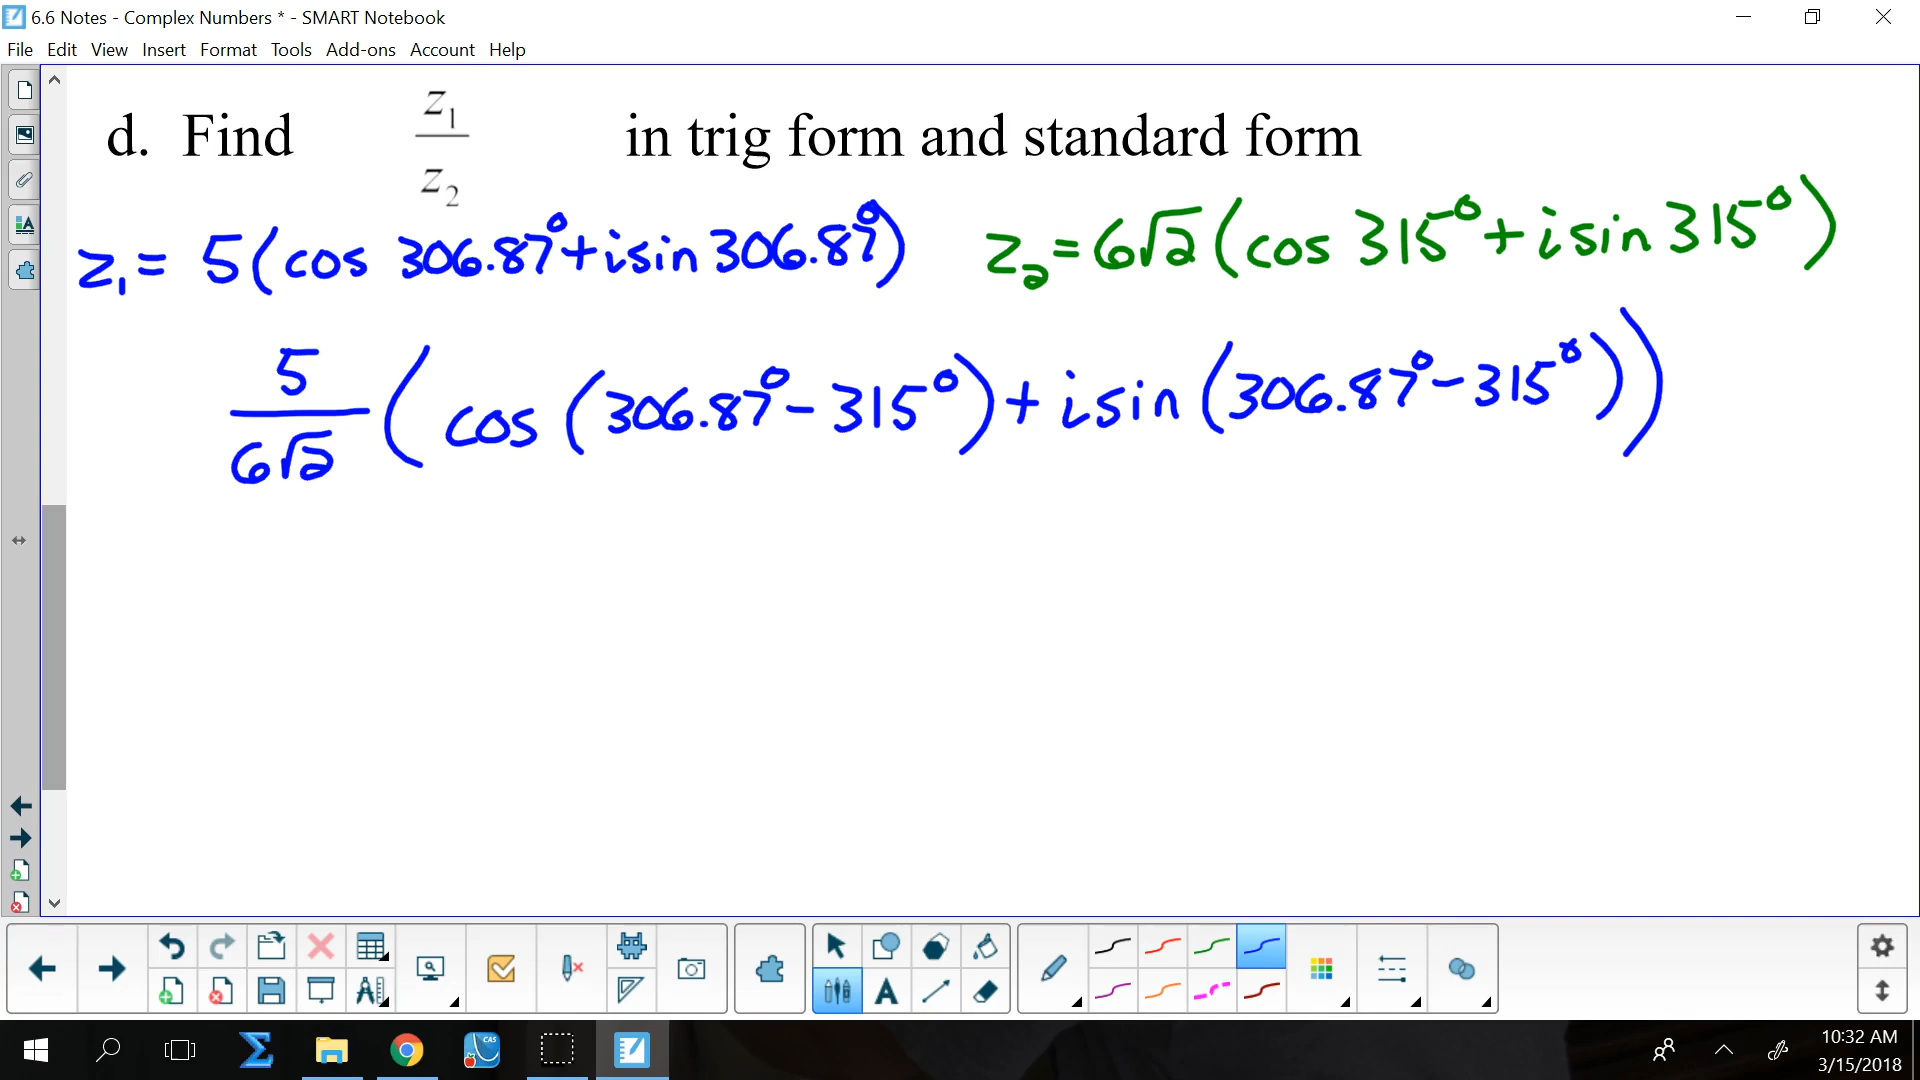 6.6 Notes - Complex Numbers * - SMART Notebook
File Edit View Insert Format Tools Add-ons Account Help
d. Find z₁/z₂ in trig form and standard form
z₁ = 5(cos 306.87° + i sin 306.87°) z₂ = 6√2(cos 315° + i sin 315°)
5/6√2 (cos (306.87° - 315°) + i sin (306.87° - 315°))
A
CAS
10:32 AM
3/15/2018